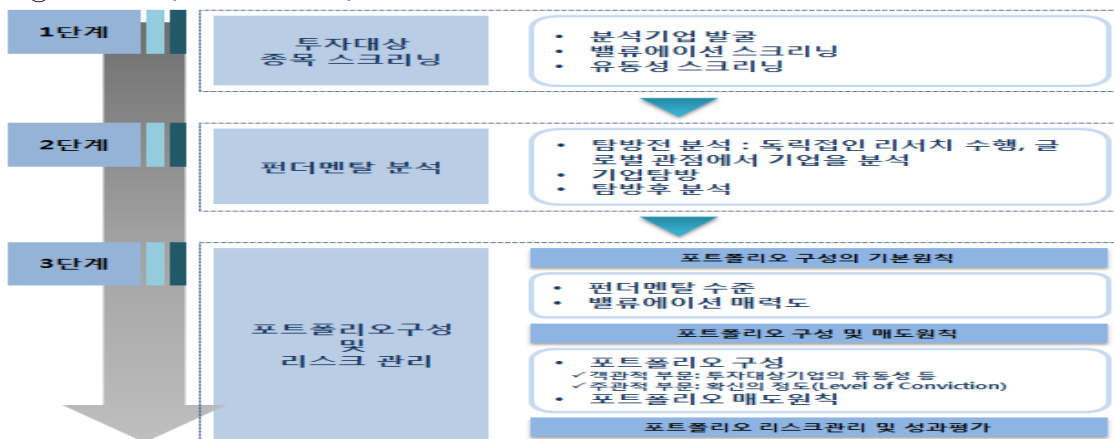 1단계
투자대상
종목 스크리닝
• 분석기업 발굴
• 밸류에이션 스크리닝
• 유동성 스크리닝
2단계
펀더멘탈 분석
• 탐방전 분석 : 독립접인 리서치 수행, 글
로벌 관점에서 기업을 분석
• 기업탐방
• 탐방후 분석
3단계
포트폴리오구성
및
리스크 관리
포트폴리오 구성의 기본원칙
• 펀더멘탈 수준
• 밸류에이션 매력도
포트폴리오 구성 및 매도원칙
• 포트폴리오 구성
✓객관적 부문: 투자대상기업의 유동성 등
✓주관적 부문: 확신의 정도(Level of Conviction)
• 포트폴리오 매도원칙
포트폴리오 리스크관리 및 성과평가